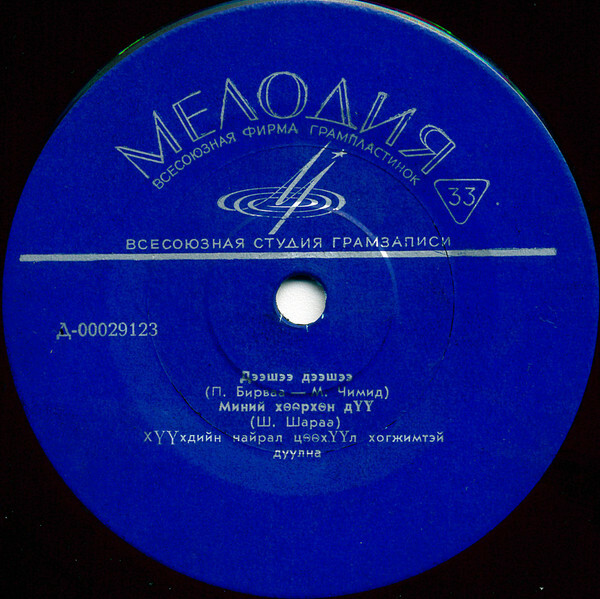 МЕЛОДИЯ
ВСЕСОЮЗНАЯ ФИРМА ГРАМПЛАСТИНОК
33
ВСЕСОЮЗНАЯ СТУДИЯ ГРАМЗАПИСИ
Д-00029123
Дээшээ дээшээ
(П. Бирваа — М. Чимид)
Миний хөөрхөн дҮҮ
(Ш. Шараа)
ХҮҮхдийн найрал цөөхҮҮл хогжимтэй
дуулна